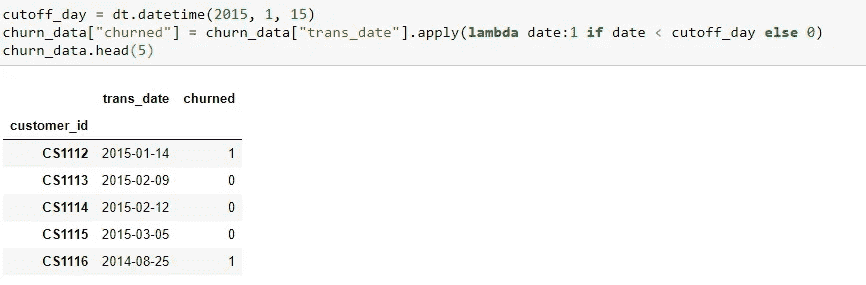 cutoff_day = dt.datetime(2015, 1, 15)
churn_data["churned"] = churn_data["trans_date"].apply(lambda date:1 if date < cutoff_day else 0)
churn_data.head(5)
trans_date churned
customer_id
CS1112 2015-01-14 1
CS1113 2015-02-09 0
CS1114 2015-02-12 0
CS1115 2015-03-05 0
CS1116 2014-08-25 1